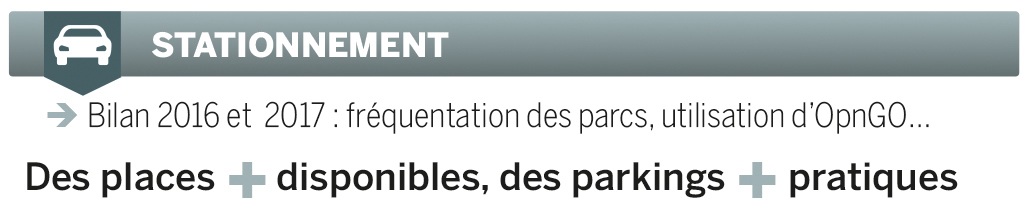 STATIONNEMENT
→ Bilan 2016 et 2017 : fréquentation des parcs, utilisation d’OpnGO...
Des places + disponibles, des parkings + pratiques